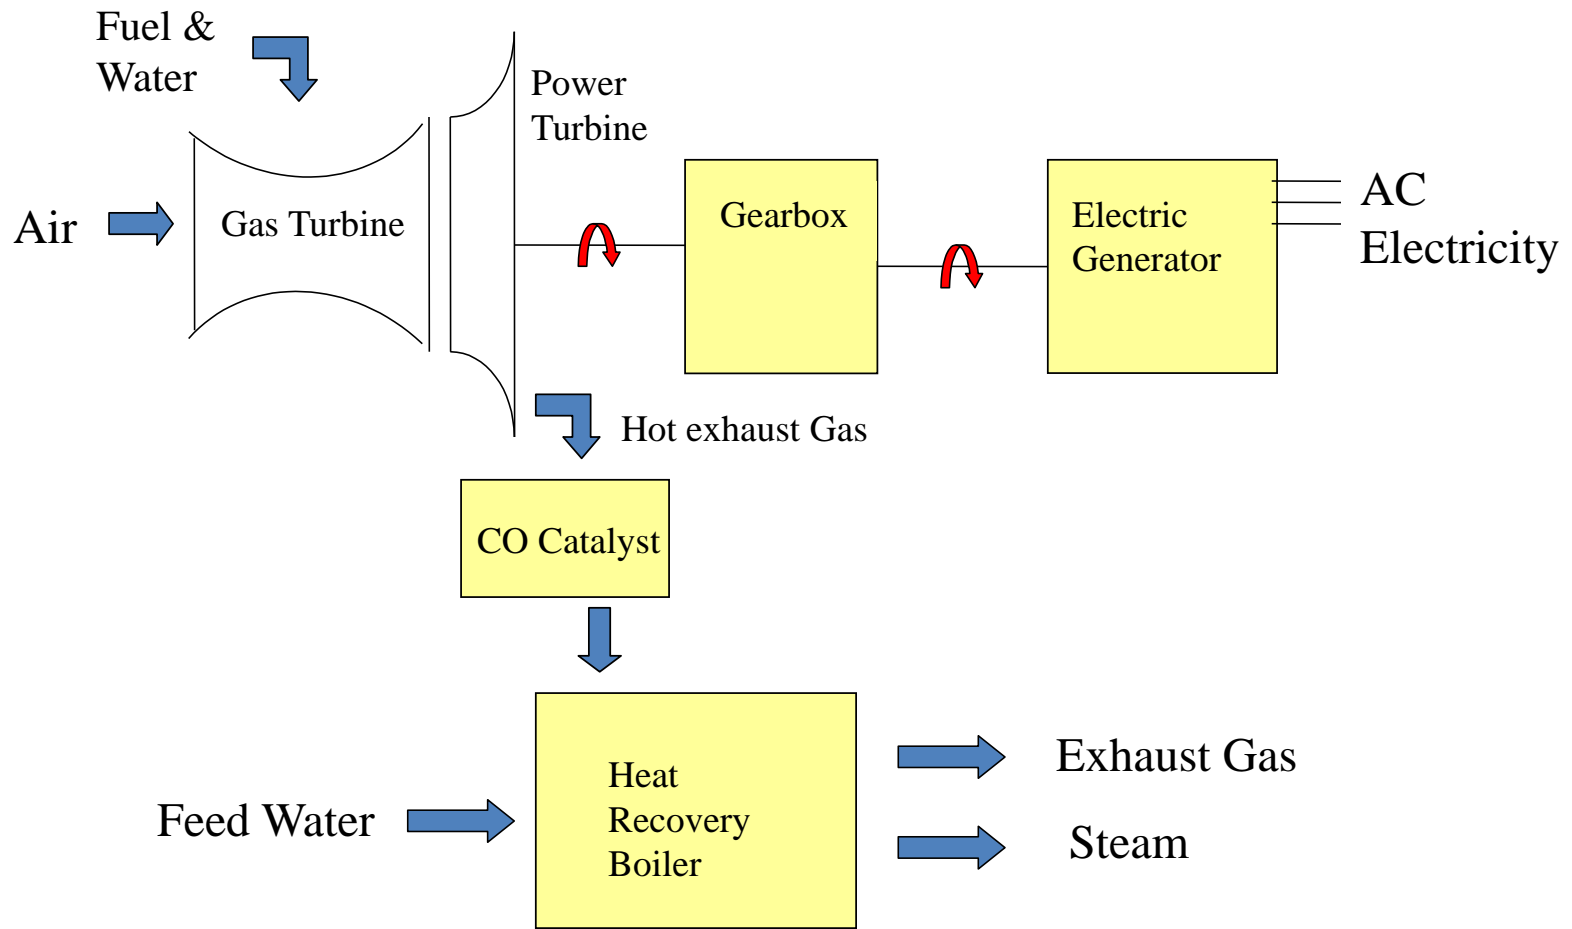 Fuel &
Water
Power
Turbine
Air
Gas Turbine
Gearbox
Electric
Generator
AC
Electricity
Hot exhaust Gas
CO Catalyst
Heat
Recovery
Boiler
Feed Water
Exhaust Gas
Steam